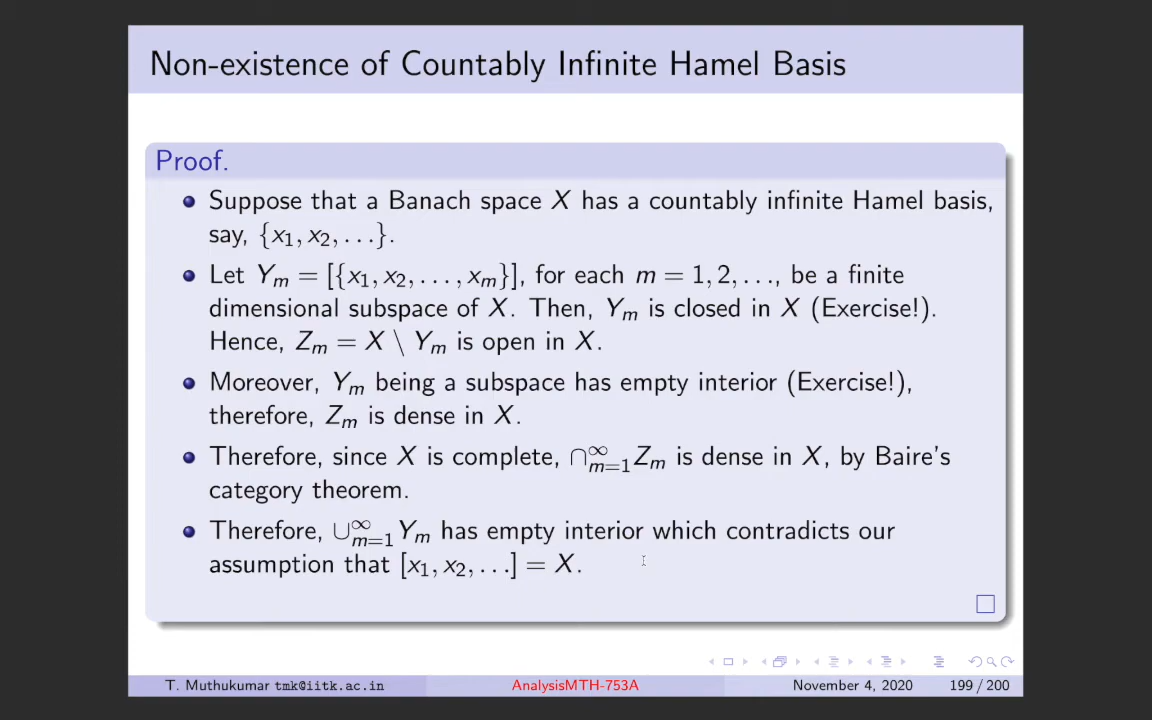 Non-existence of Countably Infinite Hamel Basis
Proof.
Suppose that a Banach space X has a countably infinite Hamel basis,
say, {x₁, x₂, . . .}.
Let Yₘ = [{x₁, x₂, . . . , xₘ}], for each m = 1, 2, . . ., be a finite
dimensional subspace of X. Then, Yₘ is closed in X (Exercise!).
Hence, Zₘ = X \ Yₘ is open in X.
Moreover, Yₘ being a subspace has empty interior (Exercise!),
therefore, Zₘ is dense in X.
Therefore, since X is complete, ∩_{m=1}^∞ Zₘ is dense in X, by Baire's
category theorem.
Therefore, ∪_{m=1}^∞ Yₘ has empty interior which contradicts our
assumption that [x₁, x₂, . . .] = X.
T. Muthukumar tmk@iitk.ac.in AnalysisMTH-753A November 4, 2020 199 / 200